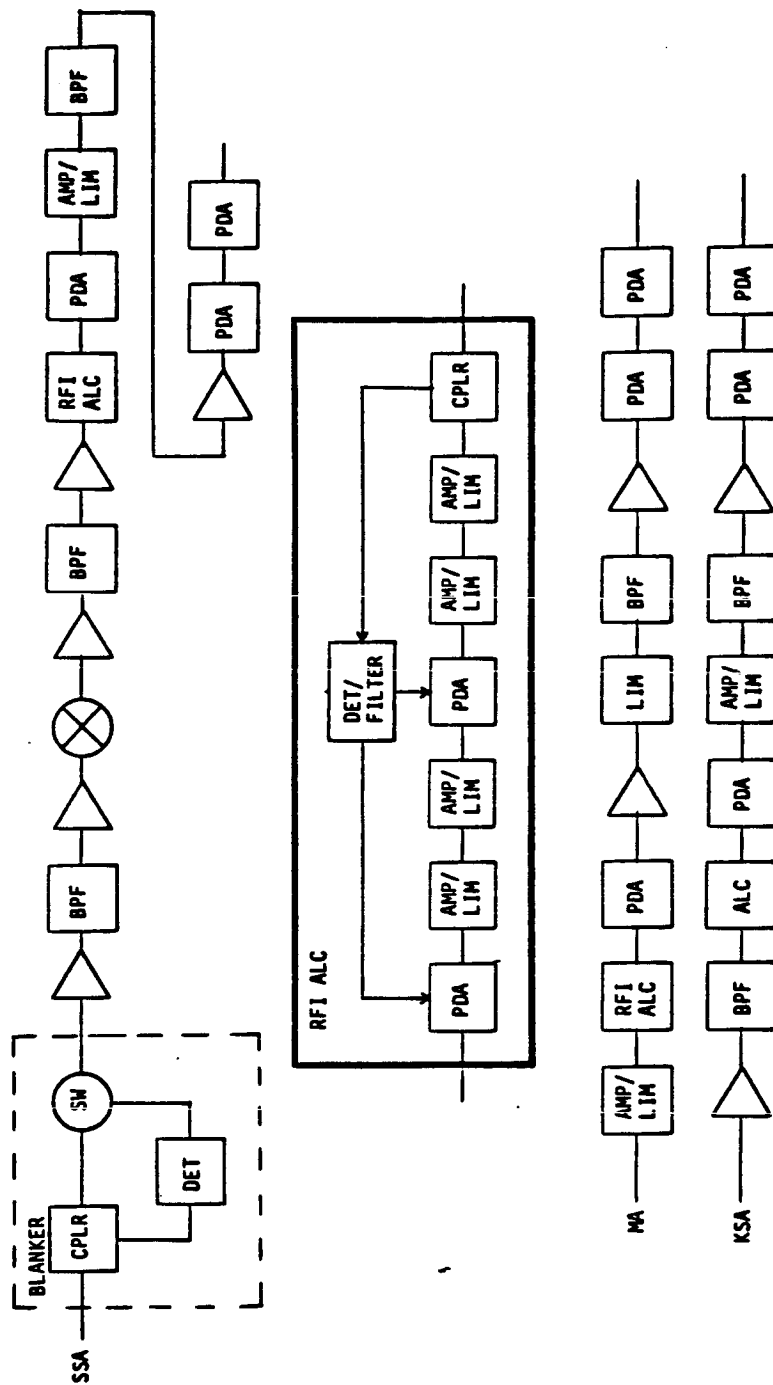 BLANKER
SSA
CPLR
SW
DET
BPF
BPF
RFI
ALC
PDA
AMP/
LIM
BPF
PDA
PDA
RFI ALC
PDA
AMP/
LIM
AMP/
LIM
DET/
FILTER
PDA
AMP/
LIM
AMP/
LIM
CPLR
MA
AMP/
LIM
RFI
ALC
PDA
LIM
BPF
PDA
PDA
KSA
BPF
ALC
PDA
AMP/
LIM
BPF
PDA
PDA